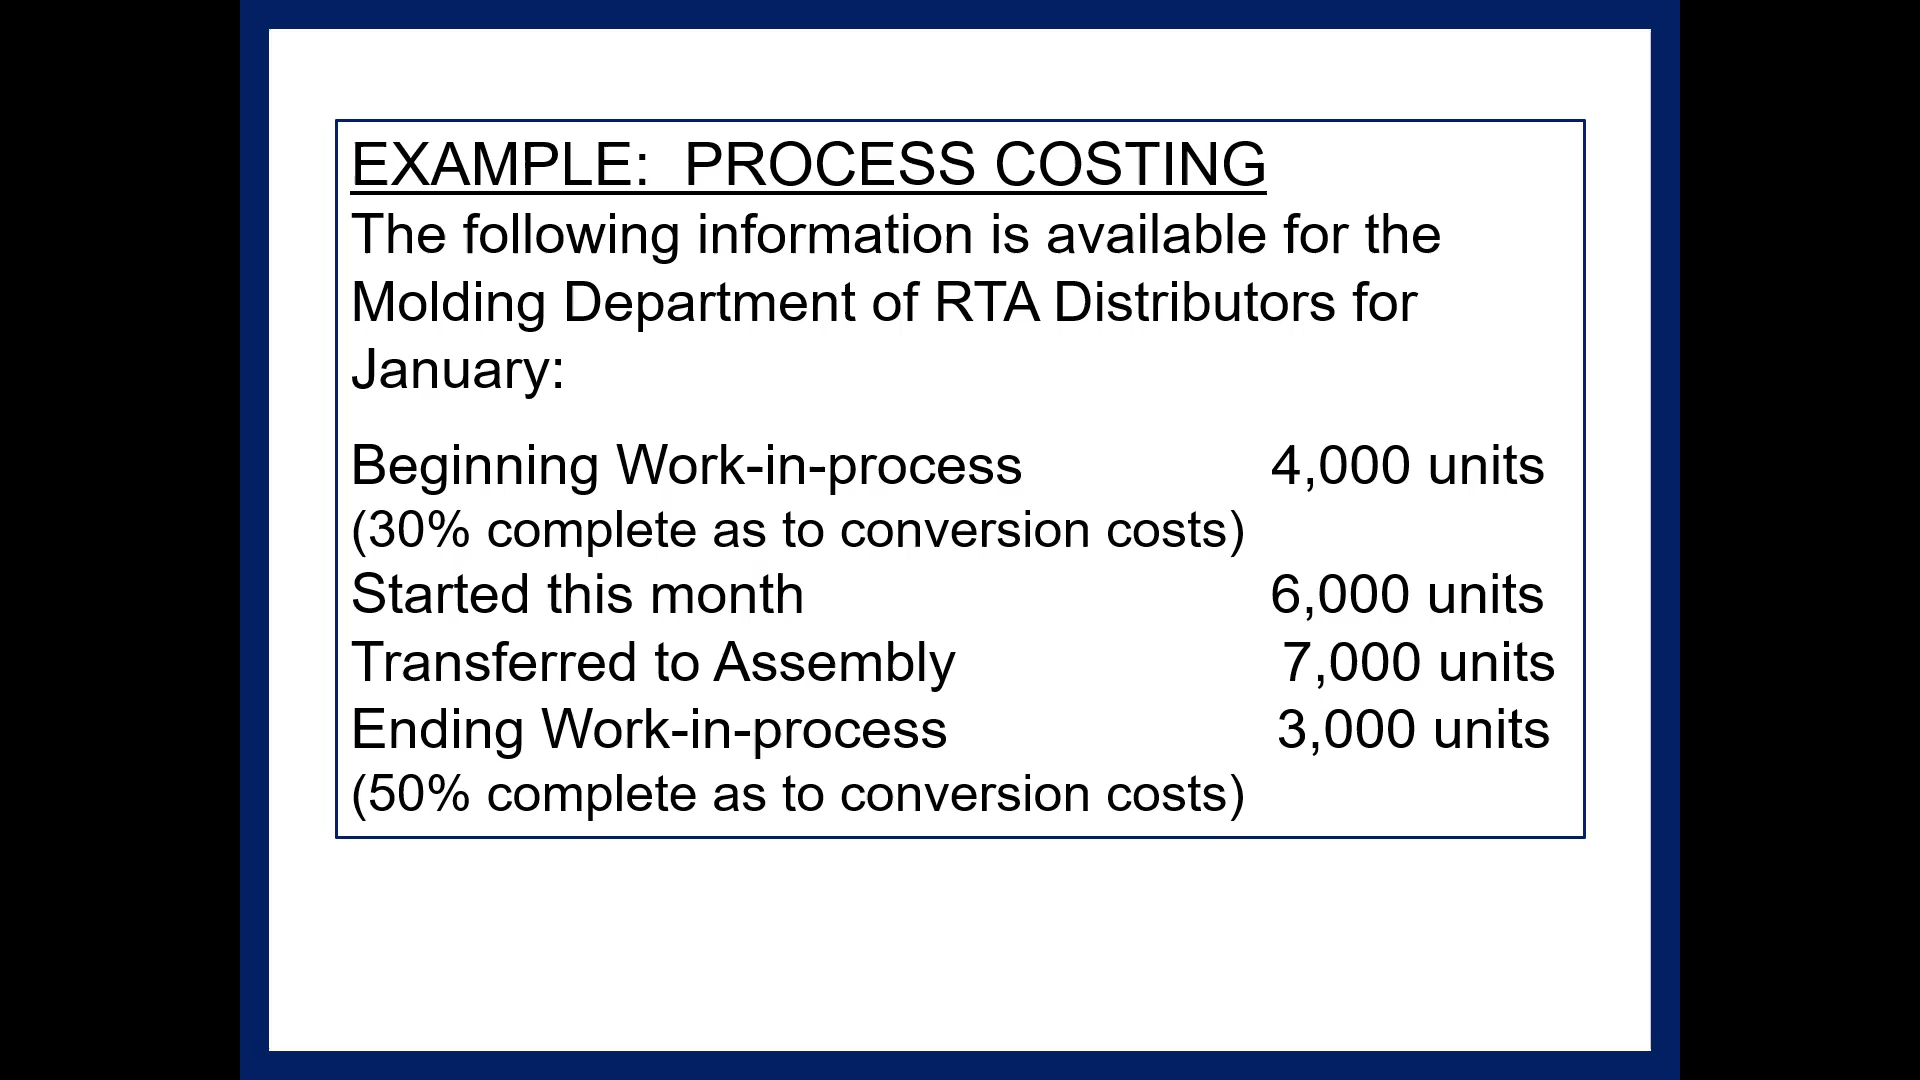 EXAMPLE:  PROCESS COSTING
The following information is available for the
Molding Department of RTA Distributors for
January:
Beginning Work-in-process 4,000 units
(30% complete as to conversion costs)
Started this month 6,000 units
Transferred to Assembly 7,000 units
Ending Work-in-process 3,000 units
(50% complete as to conversion costs)